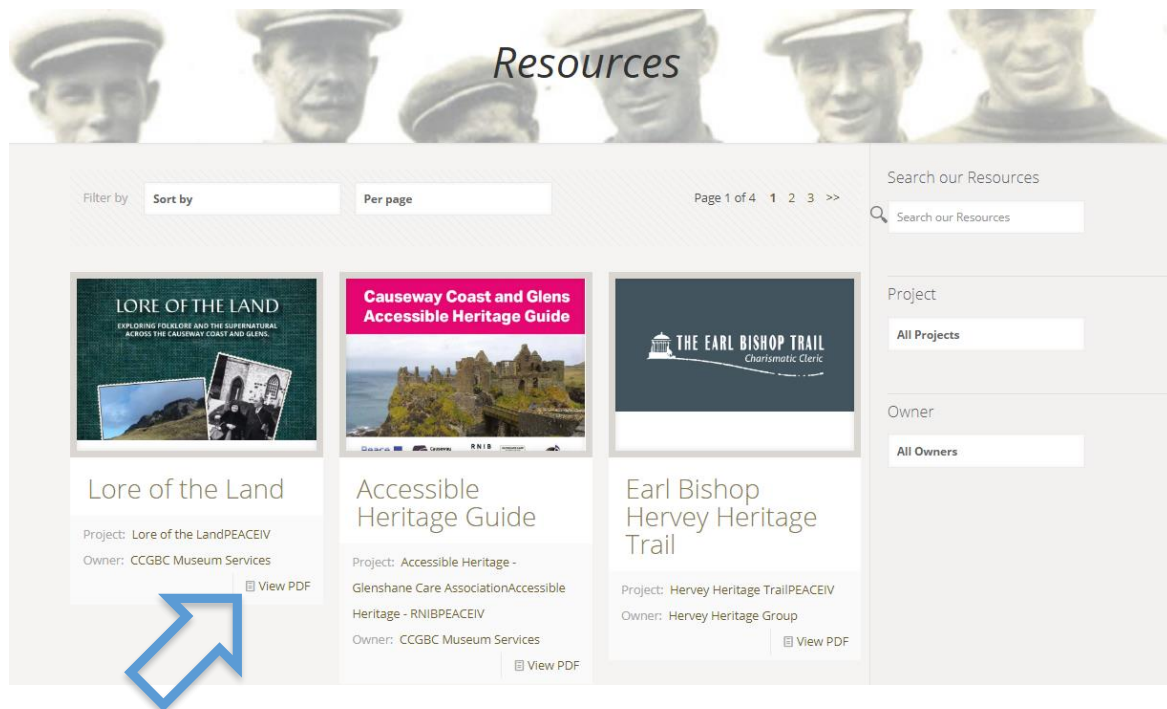 Resources
Filter by
Sort by
Per page
Page 1 of 4 1 2 3 >>
Search our Resources
Search our Resources
Project
All Projects
Owner
All Owners
LORE OF THE LAND
EXPLORING FOLKLORE AND THE SUPERNATURAL
ACROSS THE CAUSEWAY COAST AND GLENS.
Lore of the Land
Project: Lore of the LandPEACEIV
Owner: CCGBC Museum Services
View PDF
Causeway Coast and Glens
Accessible Heritage Guide
Peace
Causeway
RNIB
Accessible
Heritage Guide
Project: Accessible Heritage -
Glenshane Care AssociationAccessible
Heritage - RNIBPEACEIV
Owner: CCGBC Museum Services
View PDF
THE EARL BISHOP TRAIL
Charismatic Cleric
Earl Bishop
Hervey Heritage
Trail
Project: Hervey Heritage TrailPEACEIV
Owner: Hervey Heritage Group
View PDF